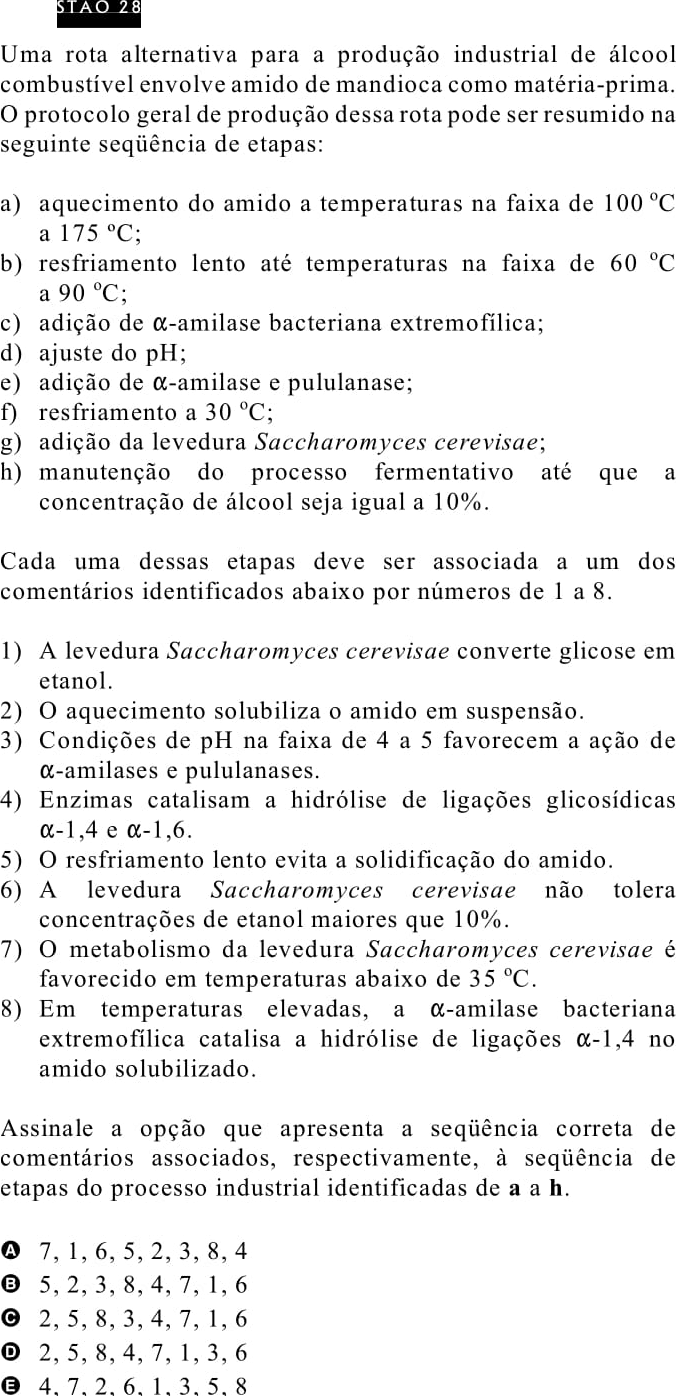 STÃO 28
Uma rota alternativa para a produção industrial de álcool
combustível envolve amido de mandioca como matéria-prima.
O protocolo geral de produção dessa rota pode ser resumido na
seguinte seqüência de etapas:
a) aquecimento do amido a temperaturas na faixa de 100 ºC
a 175 ºC;
b) resfriamento lento até temperaturas na faixa de 60 ºC
a 90 ºC;
c) adição de α-amilase bacteriana extremofílica;
d) ajuste do pH;
e) adição de α-amilase e pululanase;
f) resfriamento a 30 ºC;
g) adição da levedura Saccharomyces cerevisae;
h) manutenção do processo fermentativo até que a
concentração de álcool seja igual a 10%.
Cada uma dessas etapas deve ser associada a um dos
comentários identificados abaixo por números de 1 a 8.
1) A levedura Saccharomyces cerevisae converte glicose em
etanol.
2) O aquecimento solubiliza o amido em suspensão.
3) Condições de pH na faixa de 4 a 5 favorecem a ação de
α-amilases e pululanases.
4) Enzimas catalisam a hidrólise de ligações glicosídicas
α-1,4 e α-1,6.
5) O resfriamento lento evita a solidificação do amido.
6) A levedura Saccharomyces cerevisae não tolera
concentrações de etanol maiores que 10%.
7) O metabolismo da levedura Saccharomyces cerevisae é
favorecido em temperaturas abaixo de 35 ºC.
8) Em temperaturas elevadas, a α-amilase bacteriana
extremofílica catalisa a hidrólise de ligações α-1,4 no
amido solubilizado.
Assinale a opção que apresenta a seqüência correta de
comentários associados, respectivamente, à seqüência de
etapas do processo industrial identificadas de a a h.
A 7, 1, 6, 5, 2, 3, 8, 4
B 5, 2, 3, 8, 4, 7, 1, 6
C 2, 5, 8, 3, 4, 7, 1, 6
D 2, 5, 8, 4, 7, 1, 3, 6
E 4, 7, 2, 6, 1, 3, 5, 8